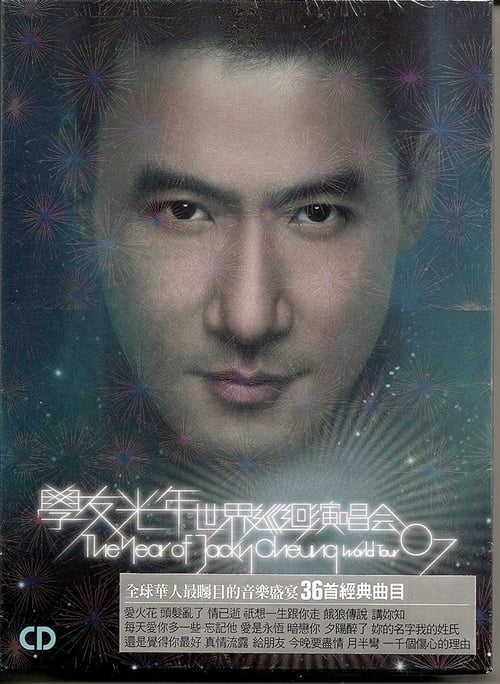 學友光年世界巡迴演唱會
The Year of Jacky Cheung World Tour 07
全球華人最矚目的音樂盛宴 36首經典曲目
愛火花 頭髮亂了 情已逝 祇想一生跟你走 餓狼傳說 講妳知
每天愛你多一些 忘記他 愛是永恆 暗戀你 夕陽醉了 妳的名字我的姓氏
還是覺得你最好 真情流露 給朋友 今晚要盡情 月半彎 一千個傷心的理由
CD